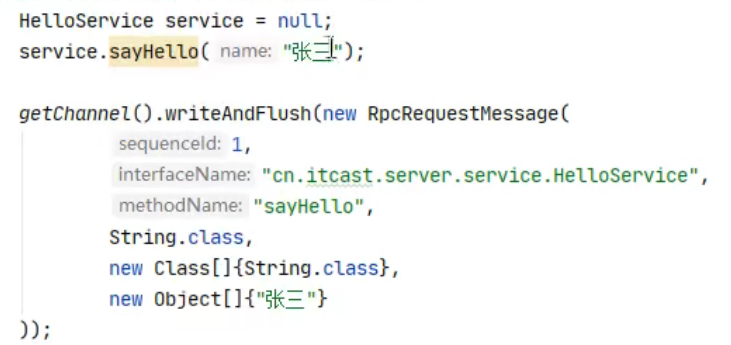 HelloService service = null;
service.sayHello( name: "张三");
getChannel().writeAndFlush(new RpcRequestMessage(
sequenceId: 1,
interfaceName: "cn.itcast.server.service.HelloService",
methodName: "sayHello",
String.class,
new Class[]{String.class},
new Object[]{"张三"}
));